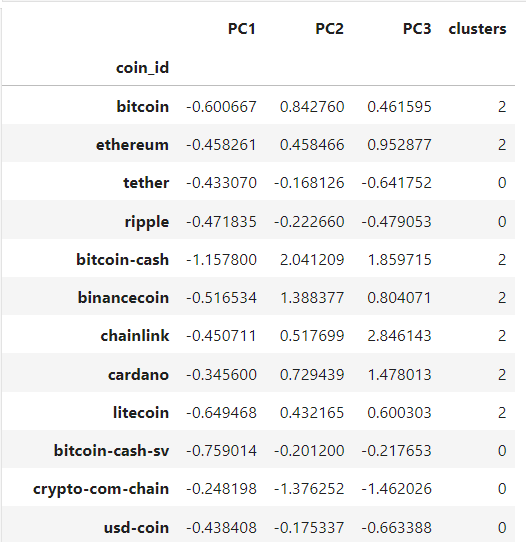 PC1 PC2 PC3 clusters
coin_id
bitcoin -0.600667 0.842760 0.461595 2
ethereum -0.458261 0.458466 0.952877 2
tether -0.433070 -0.168126 -0.641752 0
ripple -0.471835 -0.222660 -0.479053 0
bitcoin-cash -1.157800 2.041209 1.859715 2
binancecoin -0.516534 1.388377 0.804071 2
chainlink -0.450711 0.517699 2.846143 2
cardano -0.345600 0.729439 1.478013 2
litecoin -0.649468 0.432165 0.600303 2
bitcoin-cash-sv -0.759014 -0.201200 -0.217653 0
crypto-com-chain -0.248198 -1.376252 -1.462026 0
usd-coin -0.438408 -0.175337 -0.663388 0